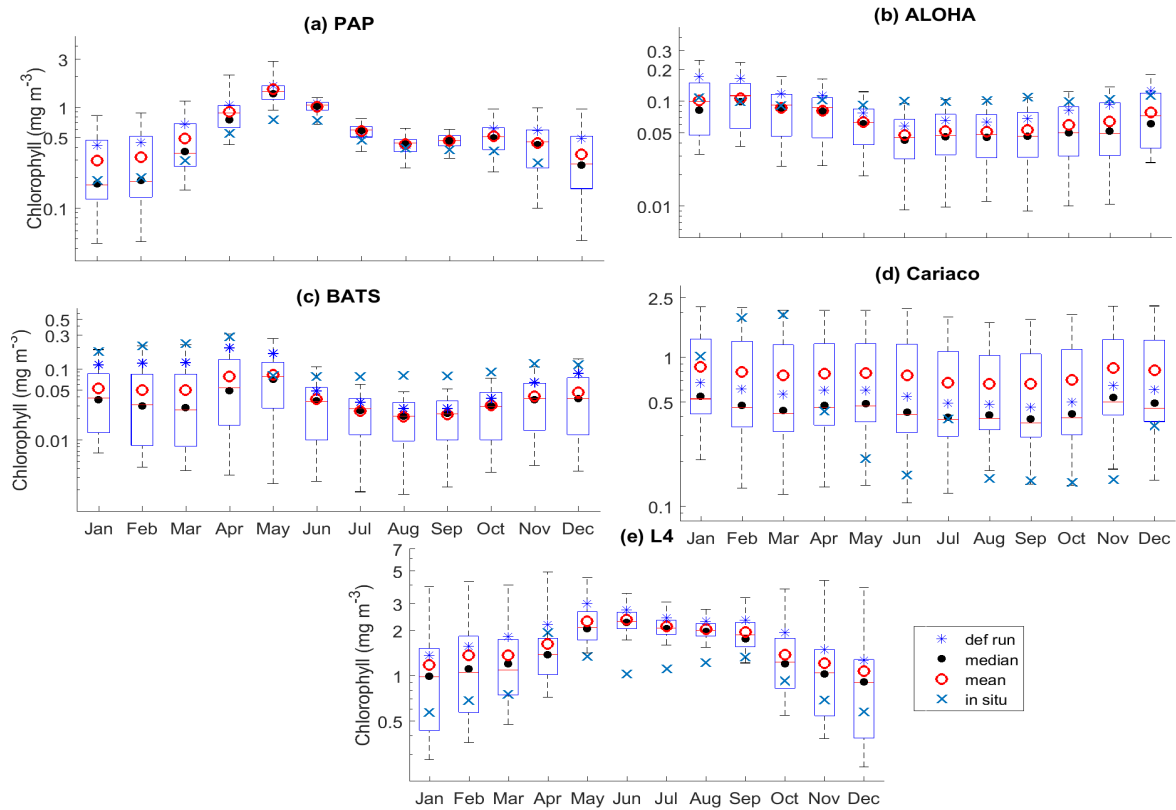 (a) PAP
Chlorophyll (mg m-3)
3
1
0.5
0.1
(b) ALOHA
0.3
0.2
0.1
0.05
0.01
(c) BATS
Chlorophyll (mg m-3)
0.5
0.3
0.1
0.05
0.01
Jan Feb Mar Apr May Jun Jul Aug Sep Oct Nov Dec
(d) Cariaco
2.5
1
0.5
0.1
Jan Feb Mar Apr May Jun Jul Aug Sep Oct Nov Dec
(e) L4
Chlorophyll (mg m-3)
7
5
3
2
1
0.5
Jan Feb Mar Apr May Jun Jul Aug Sep Oct Nov Dec
def run
median
mean
in situ